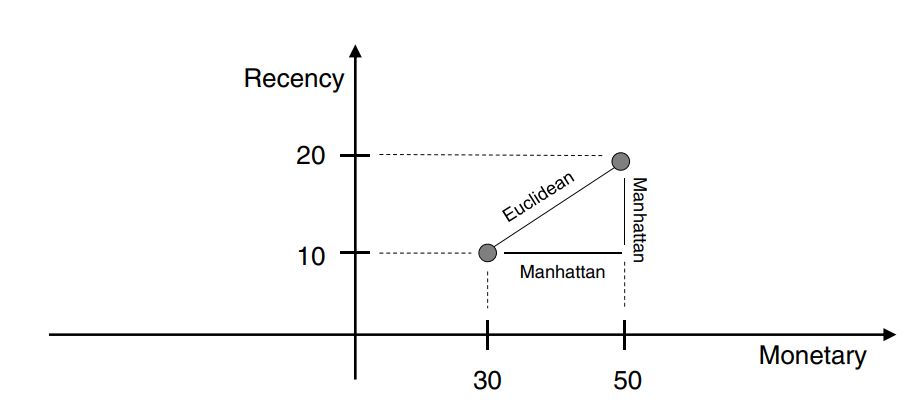 Recency
20
Euclidean
Manhattan
10
Manhattan
Monetary
30
50